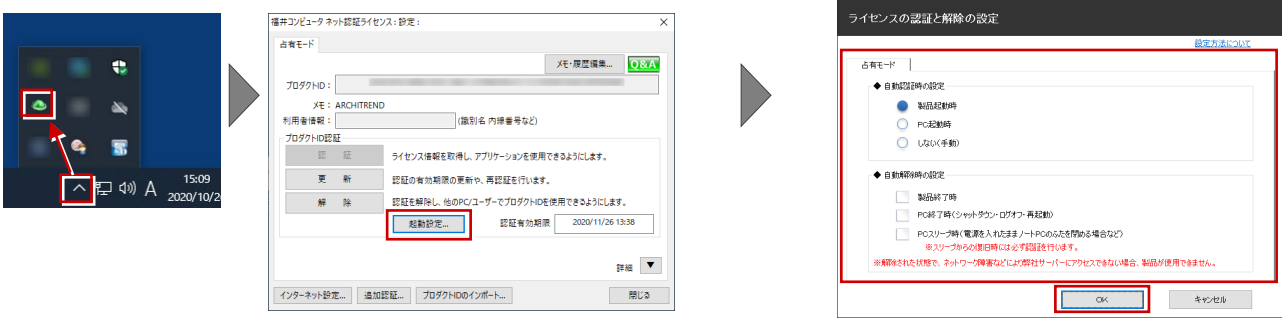 15:09
A
2020/10/2
福井コンピュータ ネット認証ライセンス : 設定 :
占有モード
メモ・履歴編集...
Q&A
プロダクトID :
メモ : ARCHITREND
利用者情報 :
(識別名 内線番号など)
プロダクトID認証
認　証
ライセンス情報を取得し、アプリケーションを使用できるようにします。
更　新
認証の有効期限の更新や、再認証を行います。
解　除
認証を解除し、他のPC/ユーザーでプロダクトIDを使用できるようにします。
起動設定...
認証有効期限
2020/11/26 13:38
詳細 ▼
インターネット設定...
追加認証...
プロダクトIDのインポート...
閉じる
ライセンスの認証と解除の設定
設定方法について
占有モード
◆ 自動認証時の設定
製品起動時
PC起動時
しない(手動)
◆ 自動解除時の設定
製品終了時
PC終了時(シャットダウン・ログオフ・再起動)
PCスリープ時(電源を入れたままノートPCのふたを閉める場合など)
※スリープからの復旧時には必ず認証を行います。
※解除された状態で、ネットワーク障害などにより弊社サーバーにアクセスできない場合、製品が使用できません。
OK
キャンセル